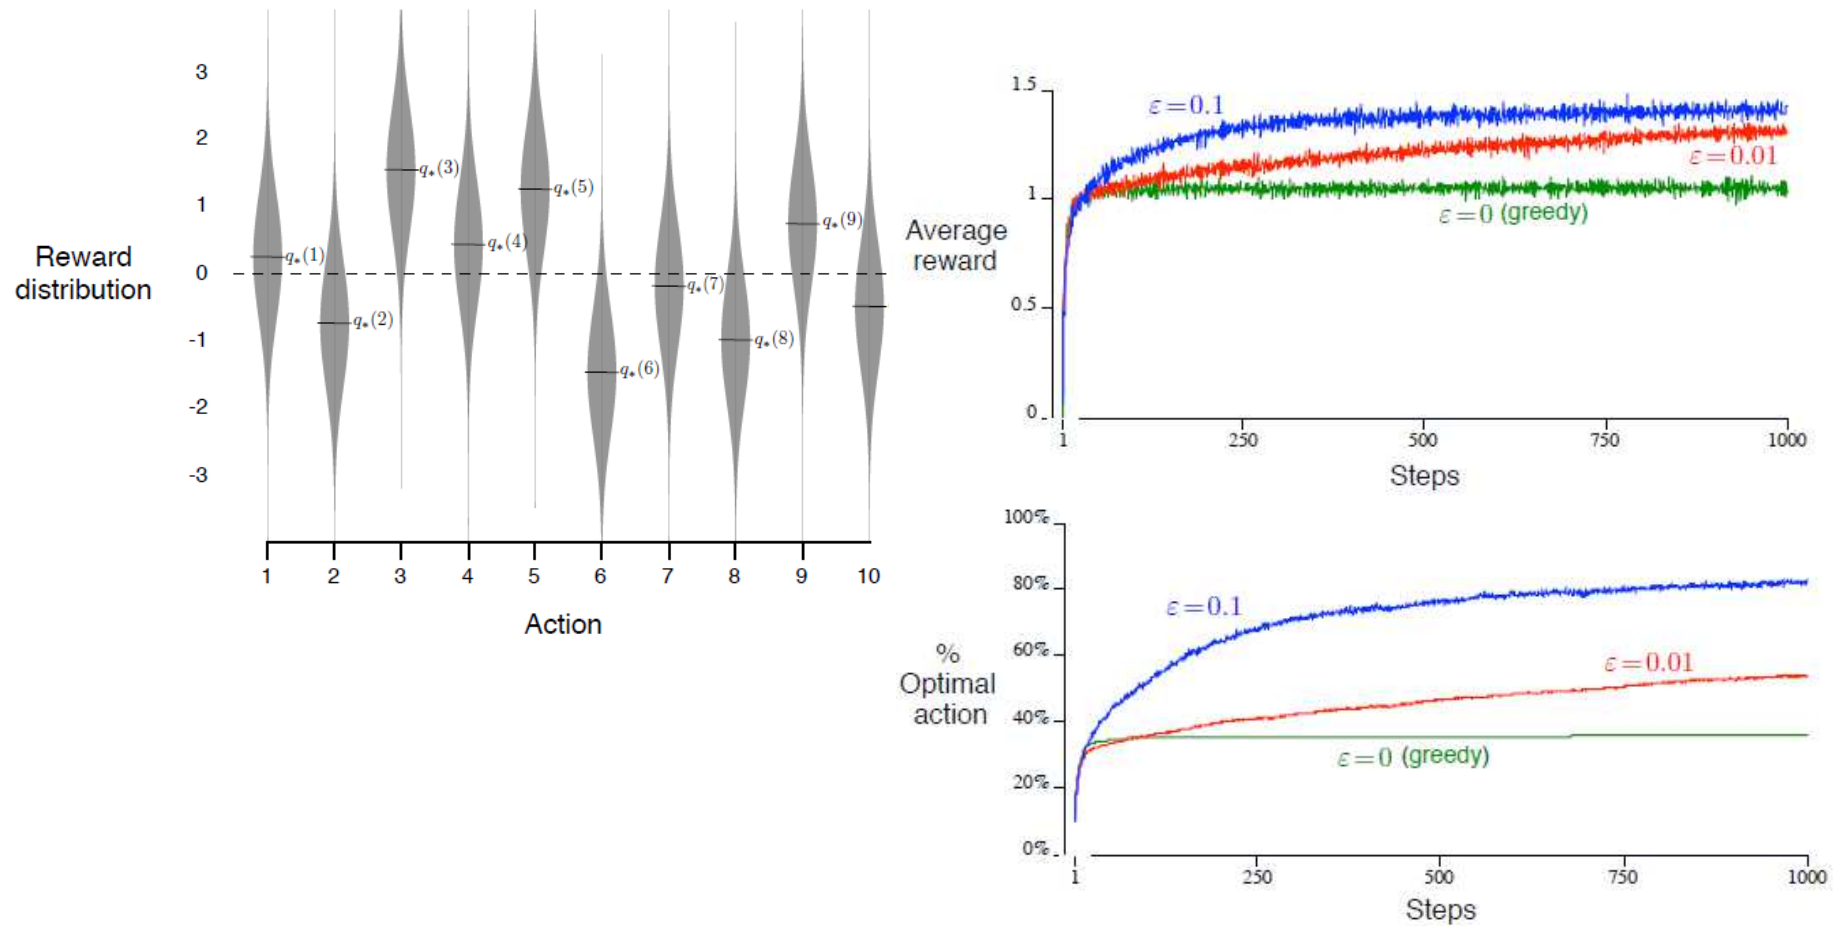 3
2
1
0
-1
-2
-3
Reward
distribution
q*(1)
q*(2)
q*(3)
q*(4)
q*(5)
q*(6)
q*(7)
q*(8)
q*(9)
1 2 3 4 5 6 7 8 9 10
Action
Average
reward
1.5
1
0.5
0
ε=0.1
ε=0.01
ε=0 (greedy)
1 250 500 750 1000
Steps
%
Optimal
action
100%
80%
60%
40%
20%
0%
ε=0.1
ε=0.01
ε=0 (greedy)
1 250 500 750 1000
Steps